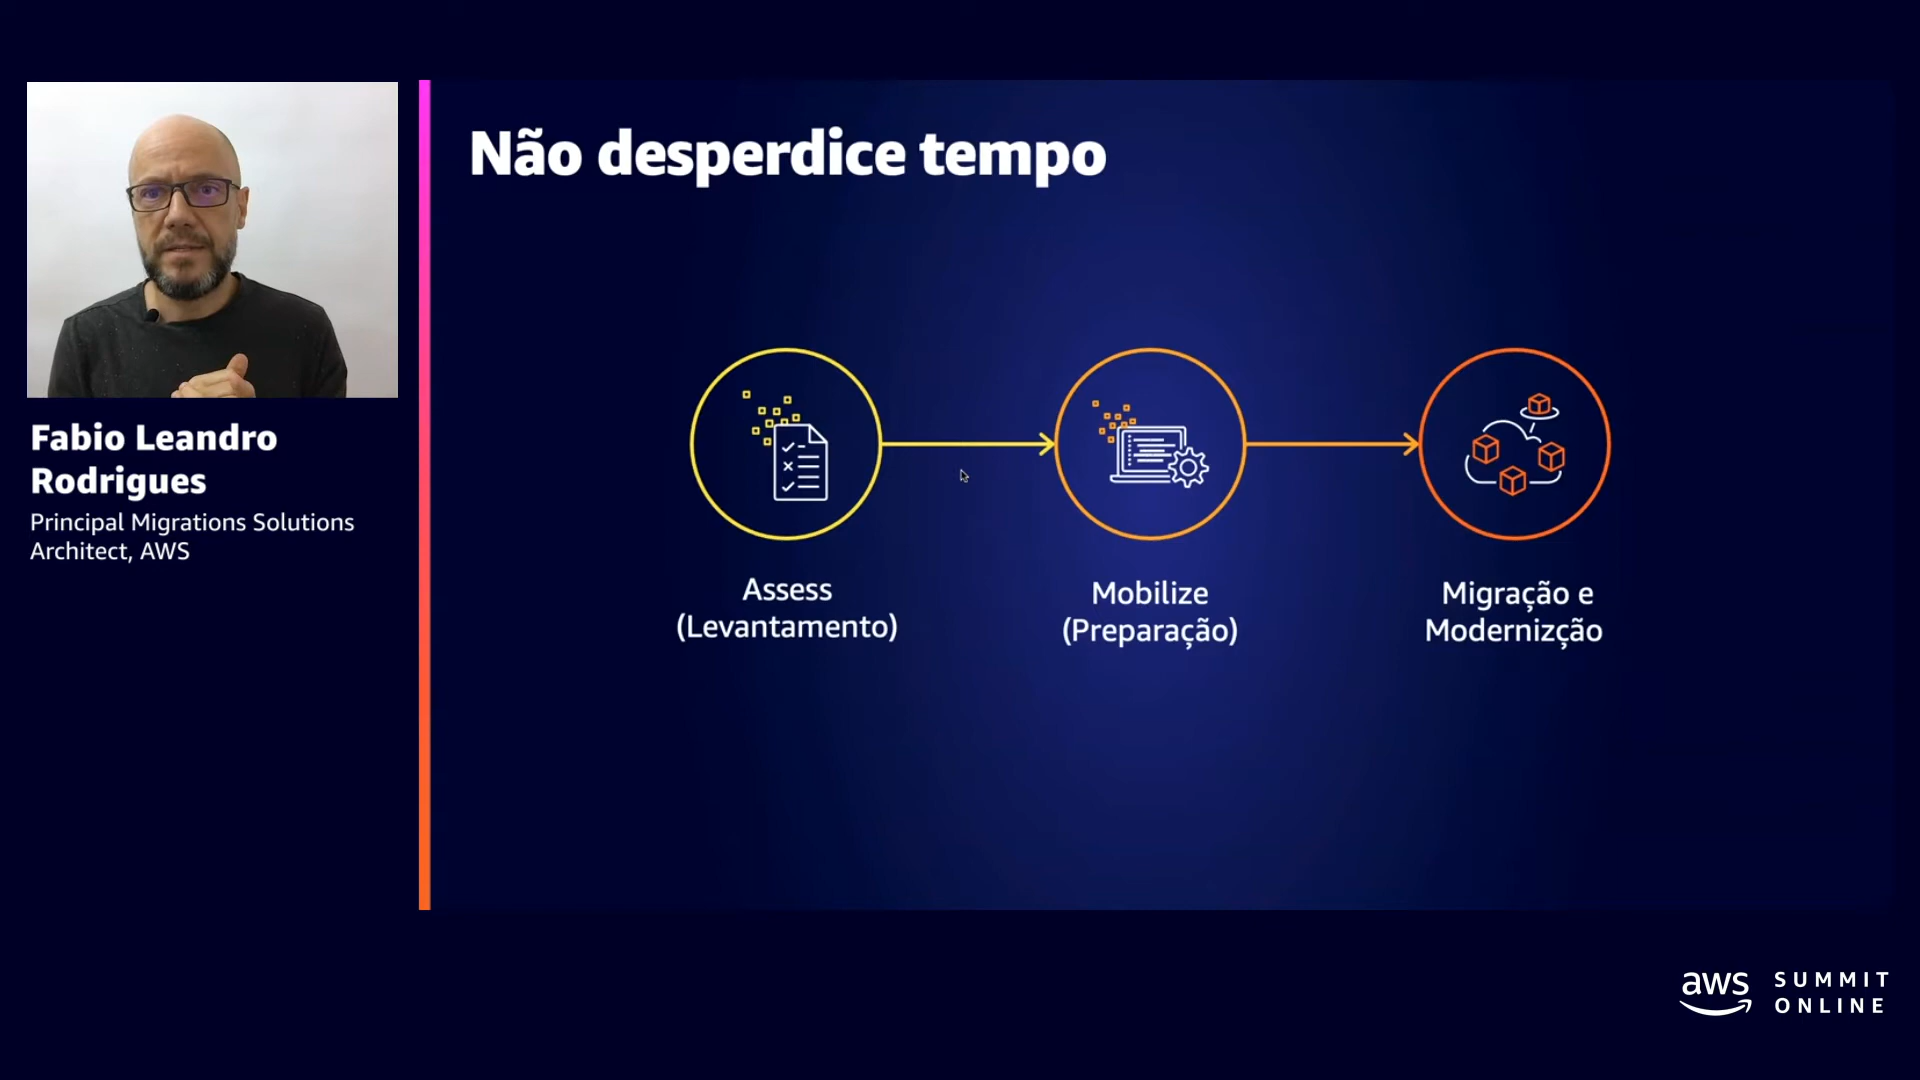 Não desperdice tempo
Fabio Leandro
Rodrigues
Principal Migrations Solutions
Architect, AWS
Assess
(Levantamento)
Mobilize
(Preparação)
Migração e
Modernizção
aws
SUMMIT
ONLINE